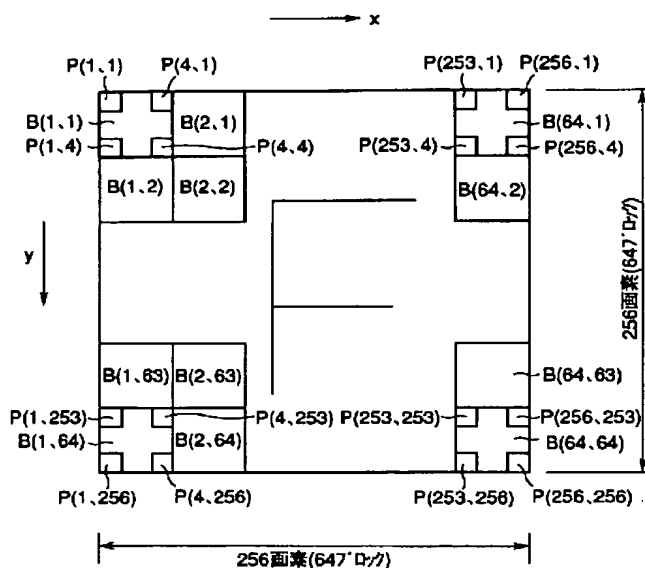 x
P(1、1)
P(4、1)
P(253、1)
P(256、1)
B(1、1)
B(2、1)
B(64、1)
P(1、4)
P(4、4)
P(253、4)
P(256、4)
B(1、2)
B(2、2)
B(64、2)
y
256画素(64ブロック)
B(1、63)
B(2、63)
B(64、63)
P(1、253)
P(4、253)
P(253、253)
P(256、253)
B(1、64)
B(2、64)
B(64、64)
P(1、256)
P(4、256)
P(253、256)
P(256、256)
256画素(64ブロック)